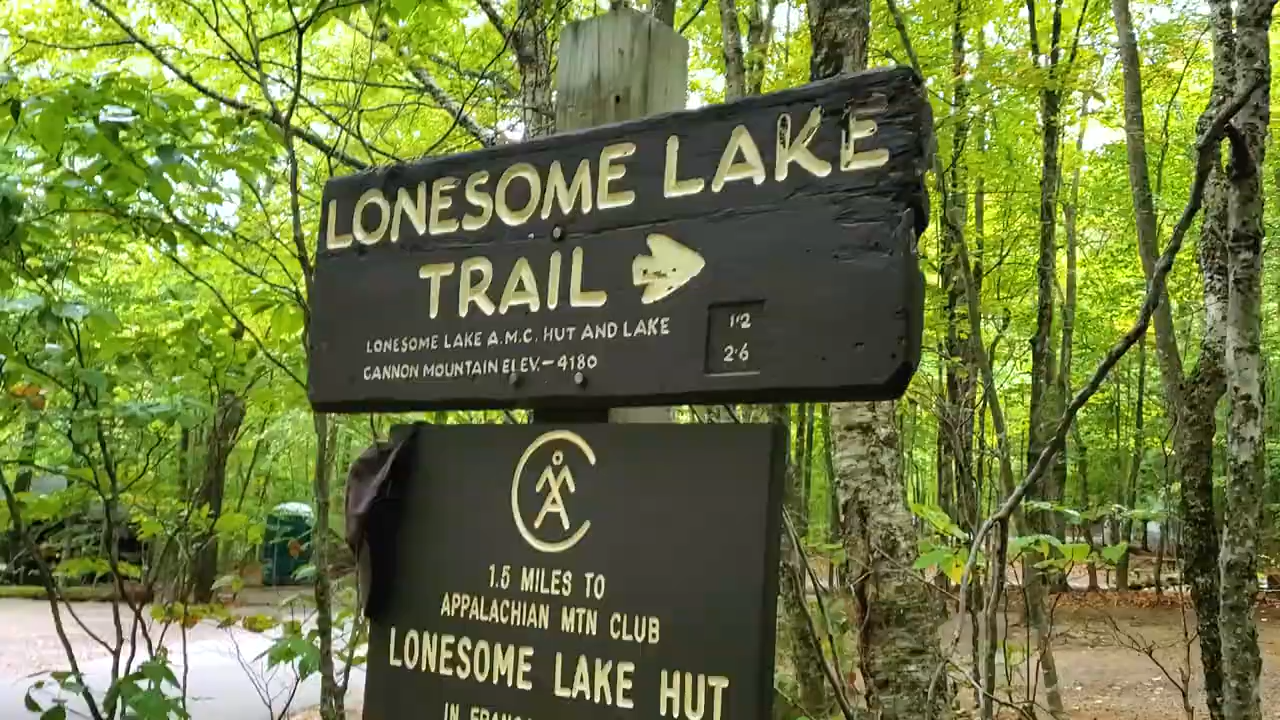 LONESOME LAKE
TRAIL
LONESOME LAKE A.M.C. HUT AND LAKE 1·2
CANNON MOUNTAIN ELEV.—4180 2·6
1.5 MILES TO
APPALACHIAN MTN CLUB
LONESOME LAKE HUT
IN